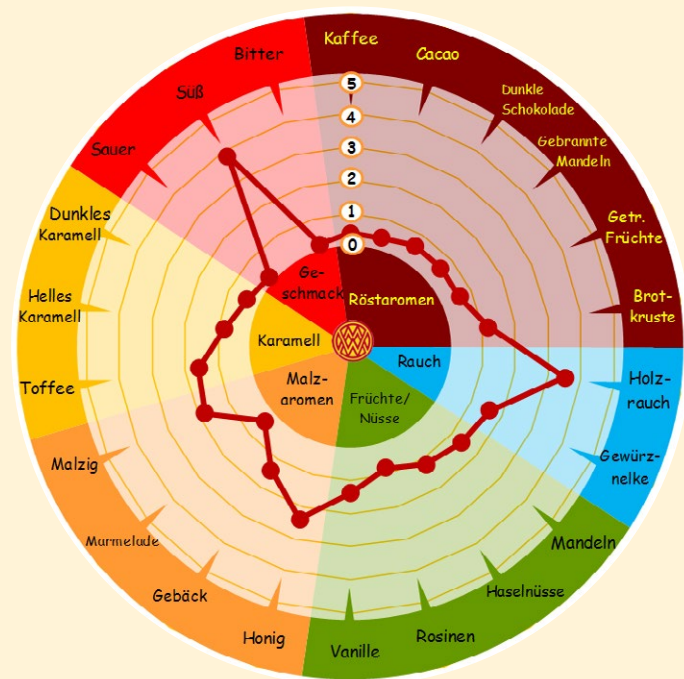 Kaffee
Cacao
Dunkle
Schokolade
Gebrannte
Mandeln
Getr.
Früchte
Brot-
kruste
Holz-
rauch
Gewürz-
nelke
Mandeln
Haselnüsse
Rosinen
Vanille
Honig
Gebäck
Marmelade
Malzig
Toffee
Helles
Karamell
Dunkles
Karamell
Sauer
Süß
Bitter
5
4
3
2
1
0
Ge-
schmack
Röstaromen
Rauch
Früchte/
Nüsse
Malz-
aromen
Karamell